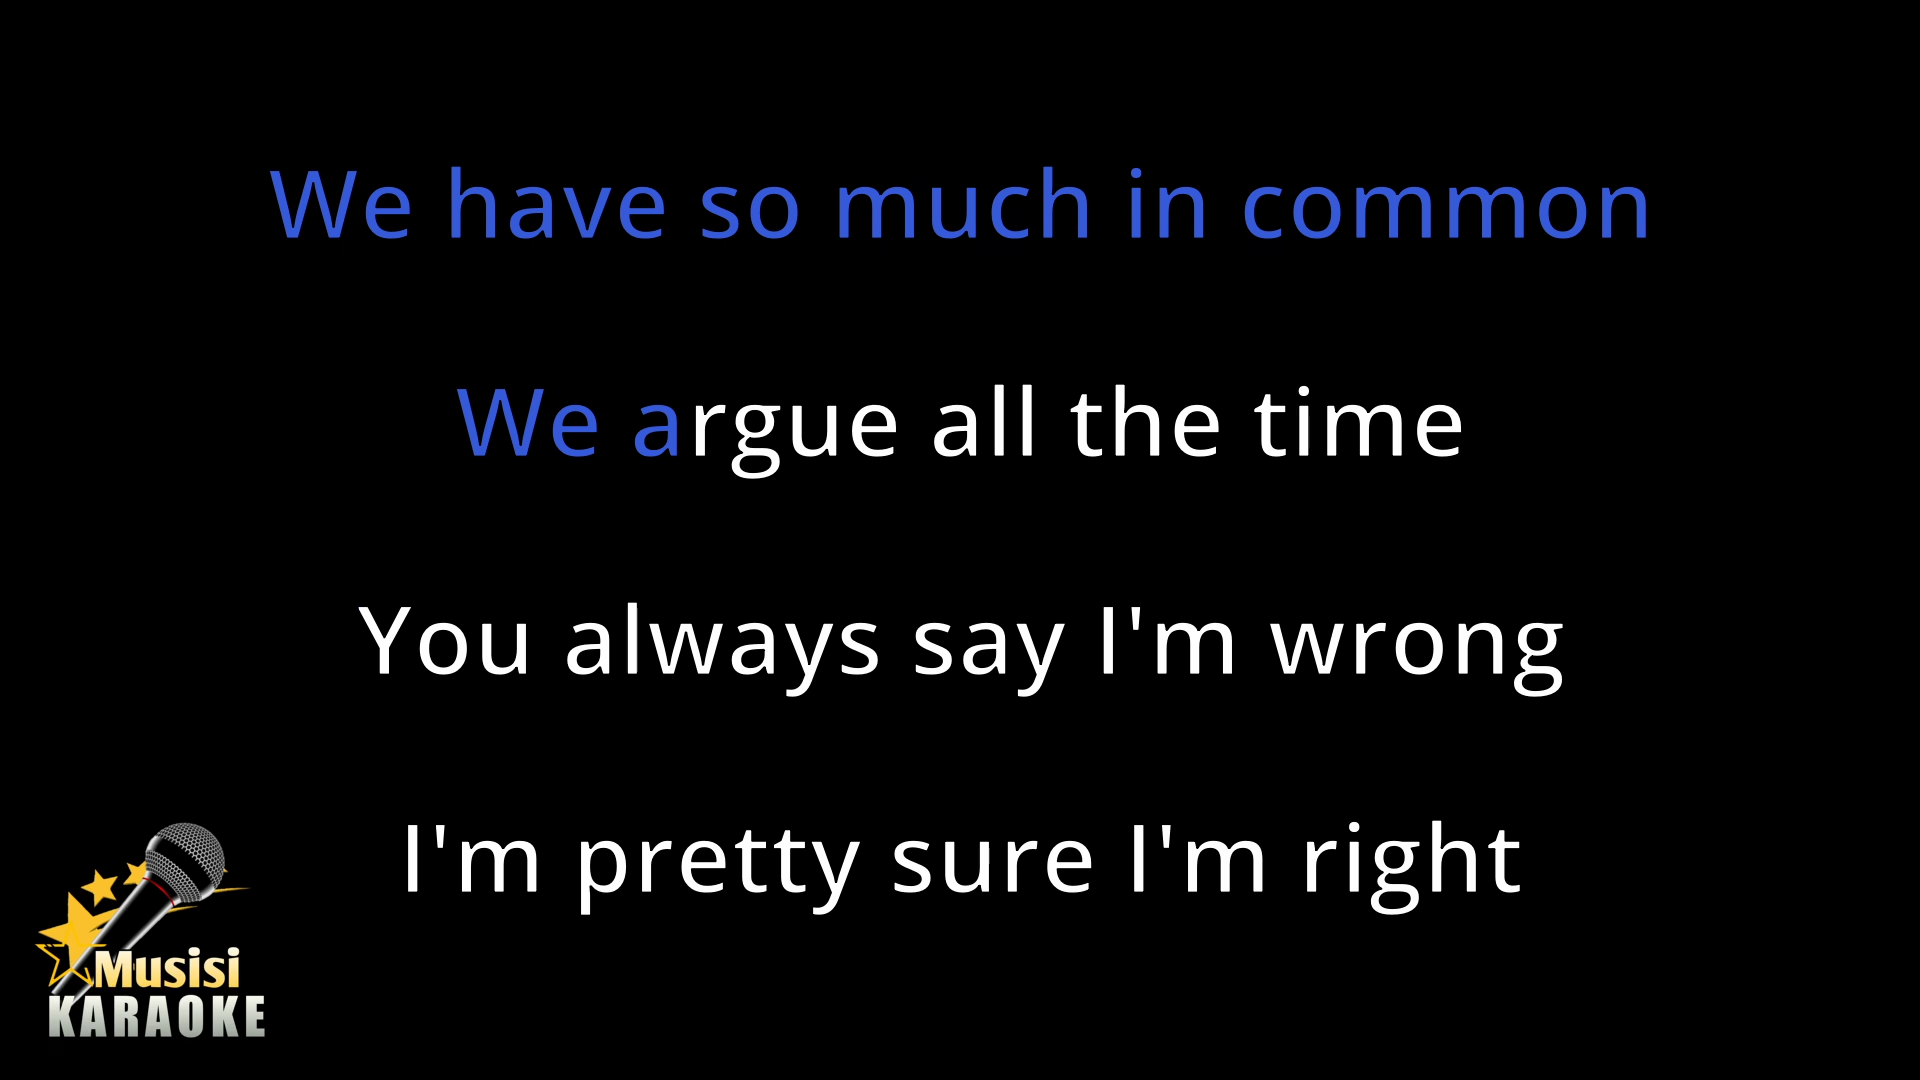 We have so much in common
We argue all the time
You always say I'm wrong
I'm pretty sure I'm right
Musisi
KARAOKE